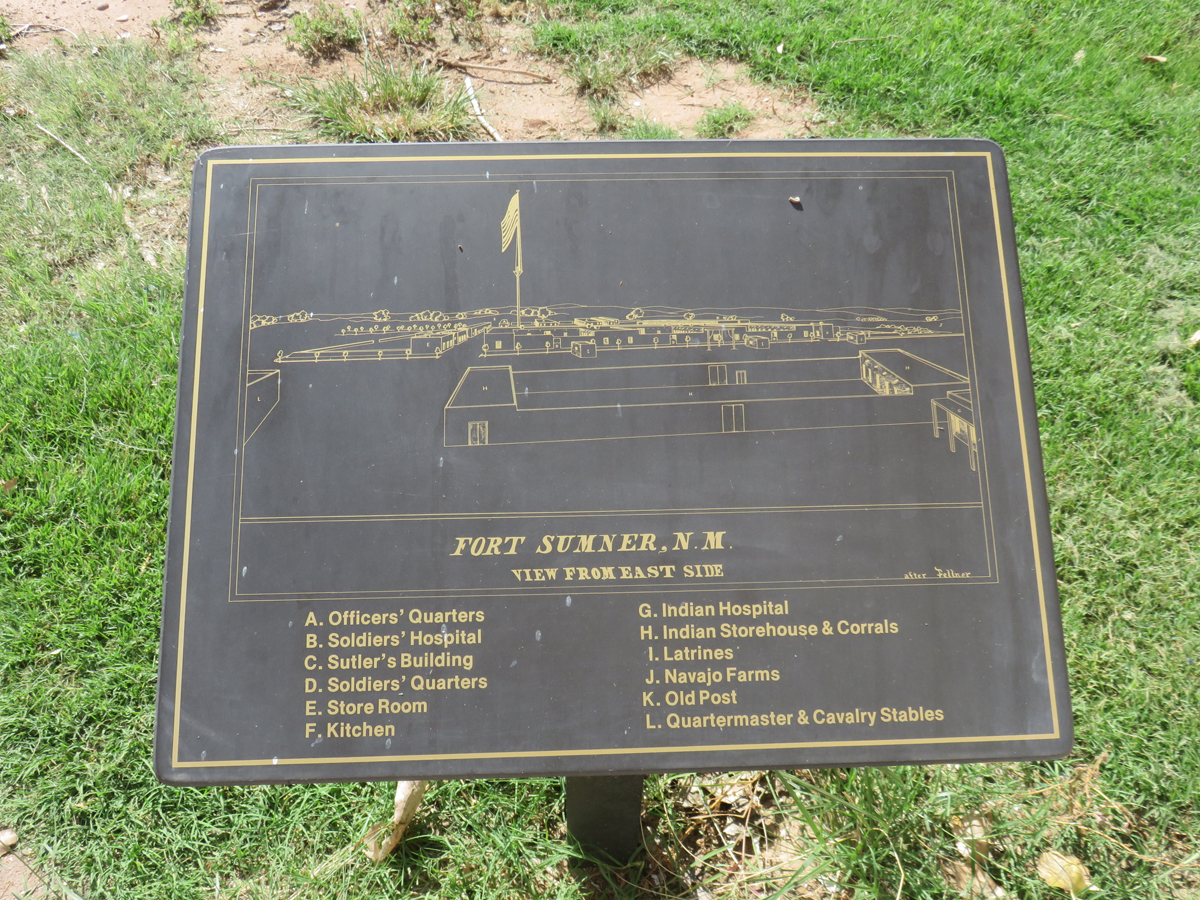 L
H
H
H
FORT SUMNER, N.M.
VIEW FROM EAST SIDE
after Fellner
A. Officers' Quarters
B. Soldiers' Hospital
C. Sutler's Building
D. Soldiers' Quarters
E. Store Room
F. Kitchen
G. Indian Hospital
H. Indian Storehouse & Corrals
I. Latrines
J. Navajo Farms
K. Old Post
L. Quartermaster & Cavalry Stables